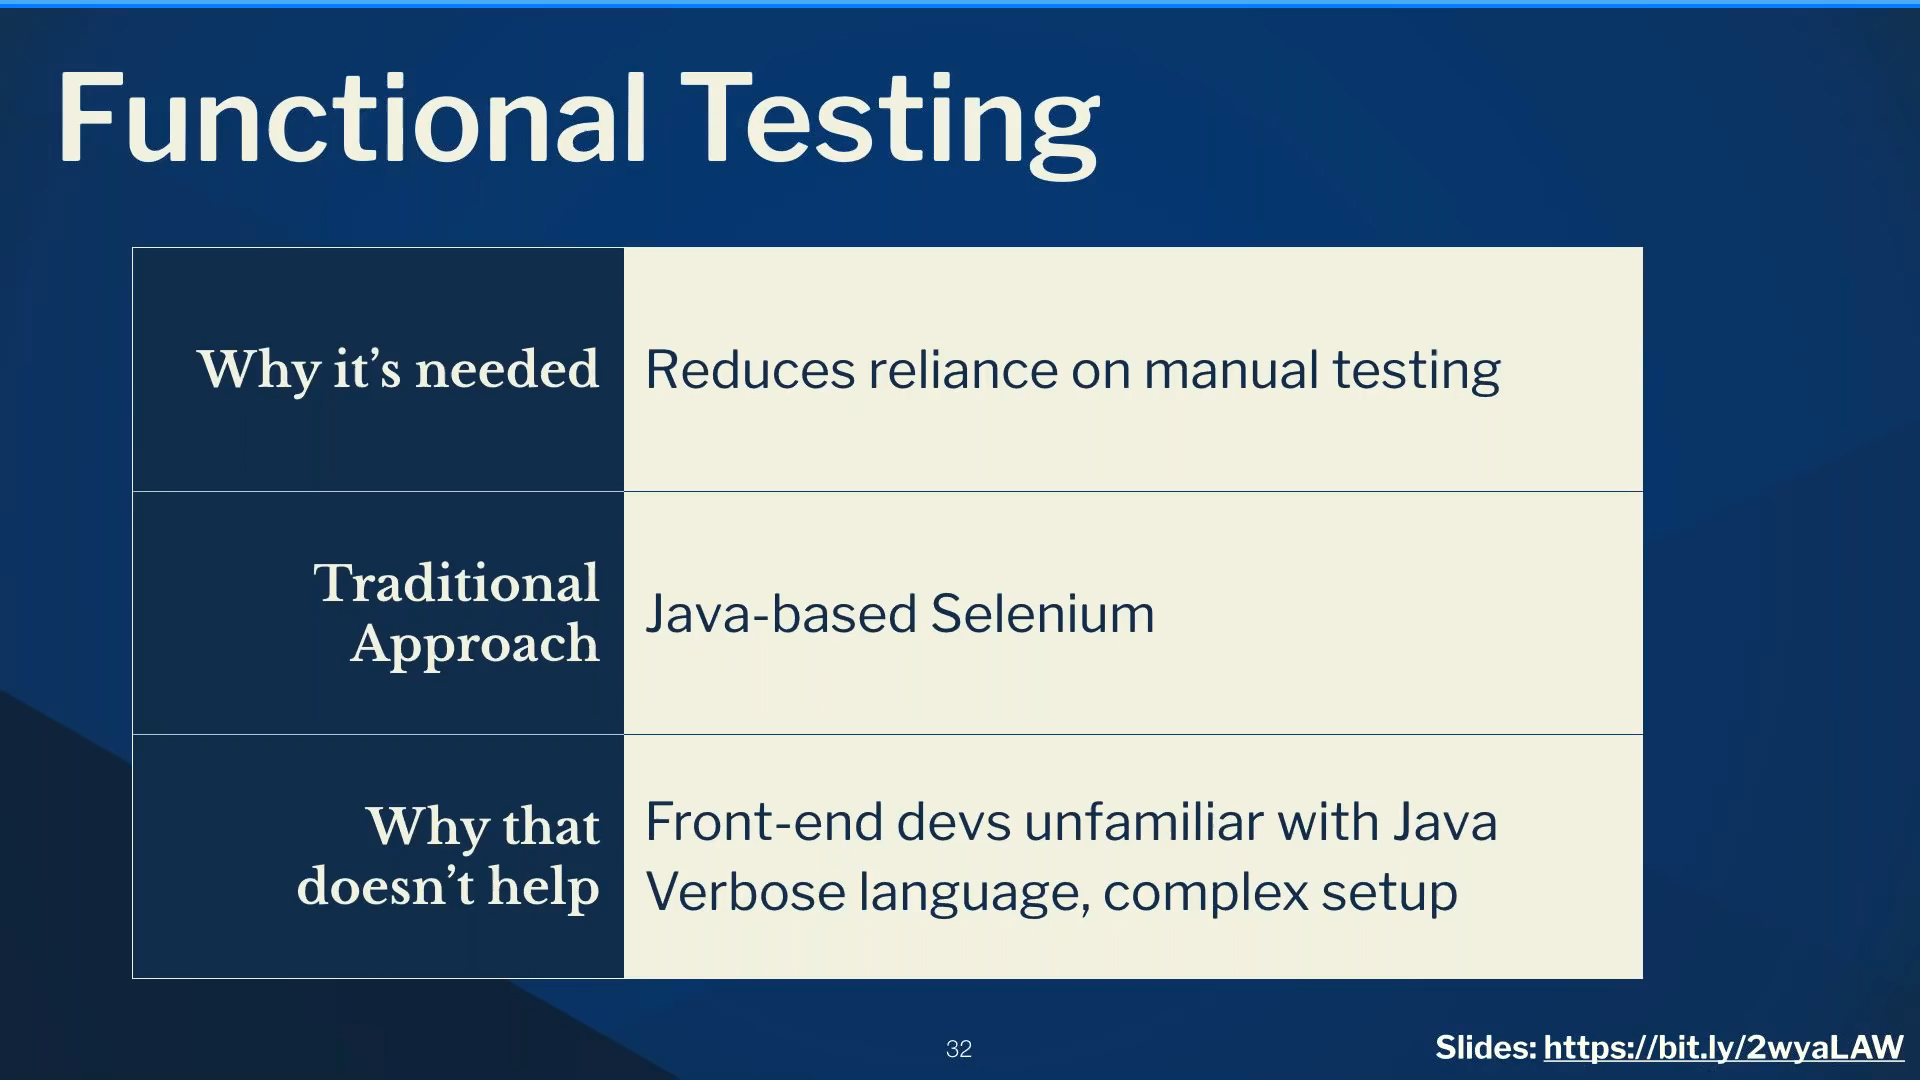 Functional Testing
Why it’s needed
Reduces reliance on manual testing
Traditional
Approach
Java-based Selenium
Why that
doesn’t help
Front-end devs unfamiliar with Java
Verbose language, complex setup
32
Slides: https://bit.ly/2wyaLAW